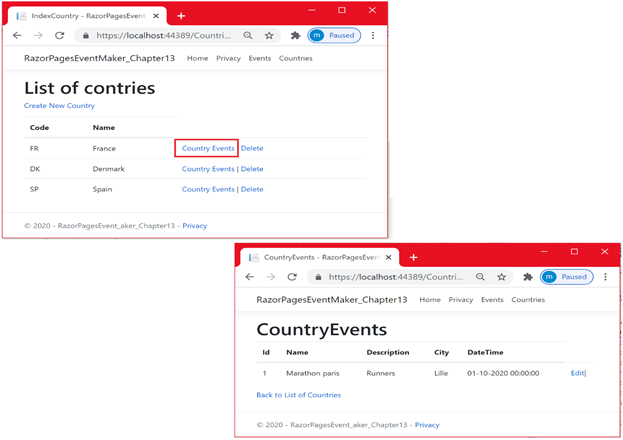 IndexCountry - RazorPagesEvent
https://localhost:44389/Countri...
m Paused
RazorPagesEventMaker_Chapter13 Home Privacy Events Countries
List of contries
Create New Country
Code Name
FR France Country Events | Delete
DK Denmark Country Events | Delete
SP Spain Country Events | Delete
© 2020 - RazorPagesEvent_aker_Chapter13 - Privacy
CountryEvents - RazorPagesEven
https://localhost:44389/Countri...
m Paused
RazorPagesEventMaker_Chapter13 Home Privacy Events Countries
CountryEvents
Id Name Description City DateTime
1 Marathon paris Runners Lille 01-10-2020 00:00:00 Edit|
Back to List of Countries
© 2020 - RazorPagesEvent_aker_Chapter13 - Privacy